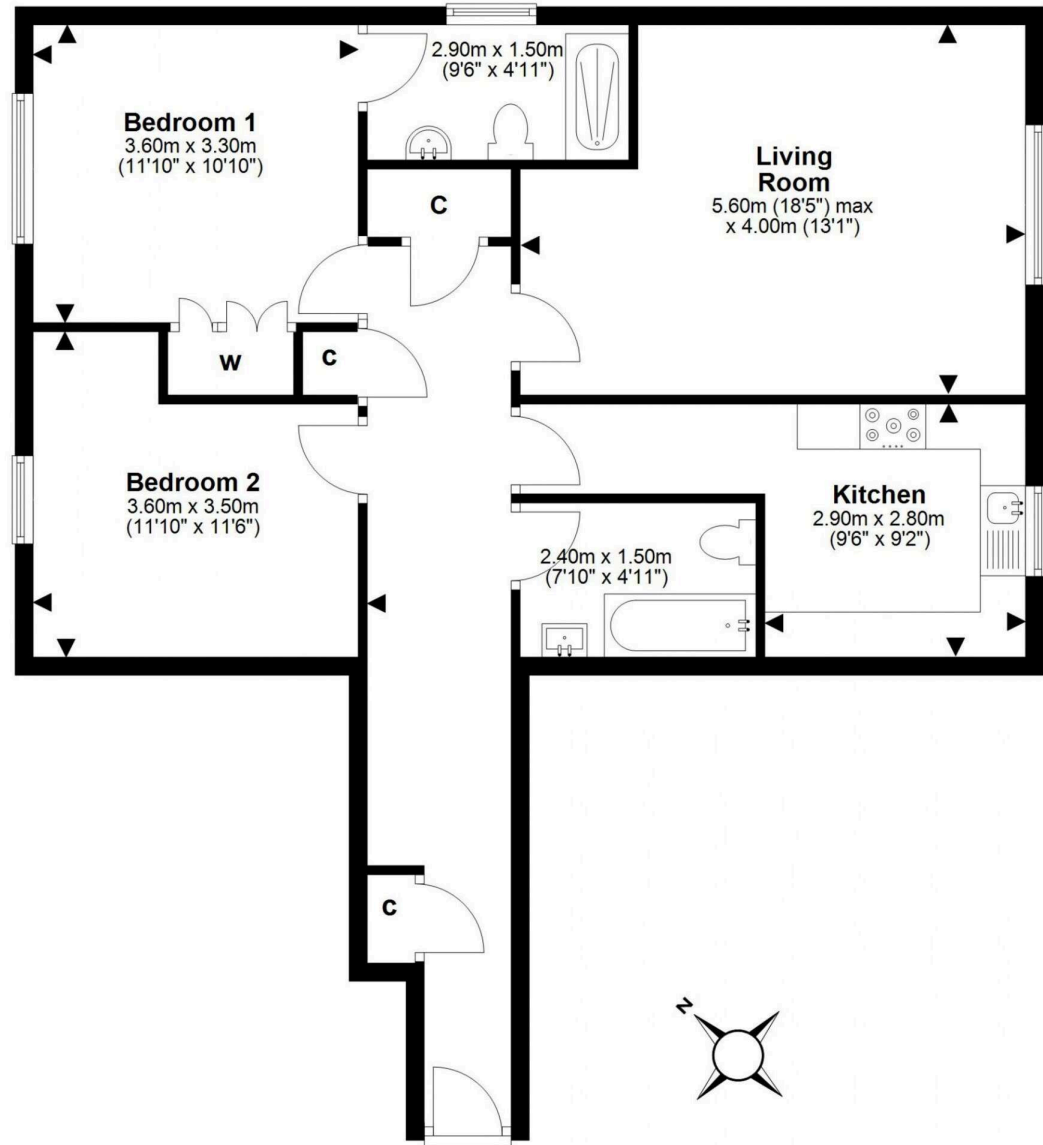 2.90m x 1.50m
(9'6" x 4'11")
Bedroom 1
3.60m x 3.30m
(11'10" x 10'10")
Living
Room
5.60m (18'5") max
x 4.00m (13'1")
C
W
C
Bedroom 2
3.60m x 3.50m
(11'10" x 11'6")
Kitchen
2.90m x 2.80m
(9'6" x 9'2")
2.40m x 1.50m
(7'10" x 4'11")
C
N